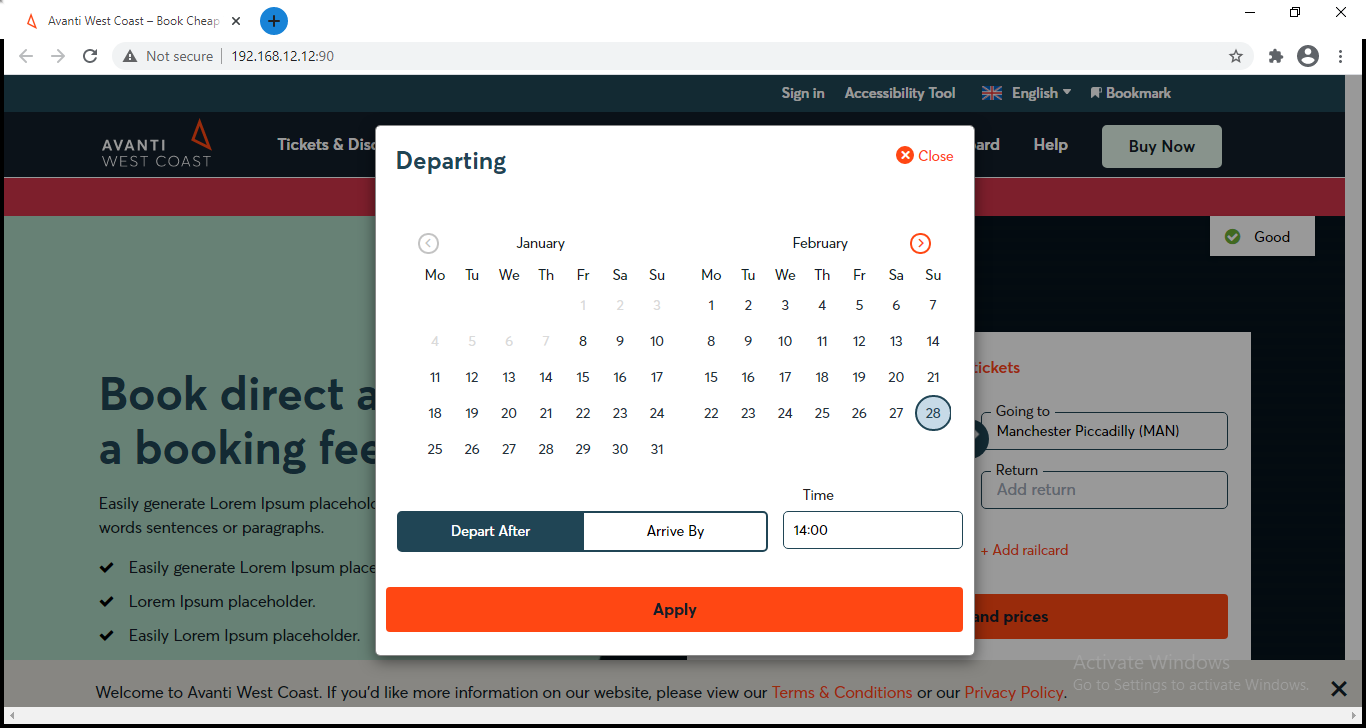 Avanti West Coast – Book Cheap
Not secure 192.168.12.12:90
Sign in Accessibility Tool English Bookmark
AVANTI
WEST COAST
Tickets & Disc
ard Help Buy Now
Departing
Close
Good
January February
Mo Tu We Th Fr Sa Su Mo Tu We Th Fr Sa Su
1 2 3 1 2 3 4 5 6 7
4 5 6 7 8 9 10 8 9 10 11 12 13 14
11 12 13 14 15 16 17 15 16 17 18 19 20 21
18 19 20 21 22 23 24 22 23 24 25 26 27 28
25 26 27 28 29 30 31
Time
Depart After Arrive By 14:00
Apply
Book direct a
a booking fee
Easily generate Lorem Ipsum placehol
words sentences or paragraphs.
Easily generate Lorem Ipsum place
Lorem Ipsum placeholder.
Easily Lorem Ipsum placeholder.
tickets
Going to
Manchester Piccadilly (MAN)
Return
Add return
+ Add railcard
and prices
Activate Windows
Go to Settings to activate Windows.
Welcome to Avanti West Coast. If you'd like more information on our website, please view our Terms & Conditions or our Privacy Policy.